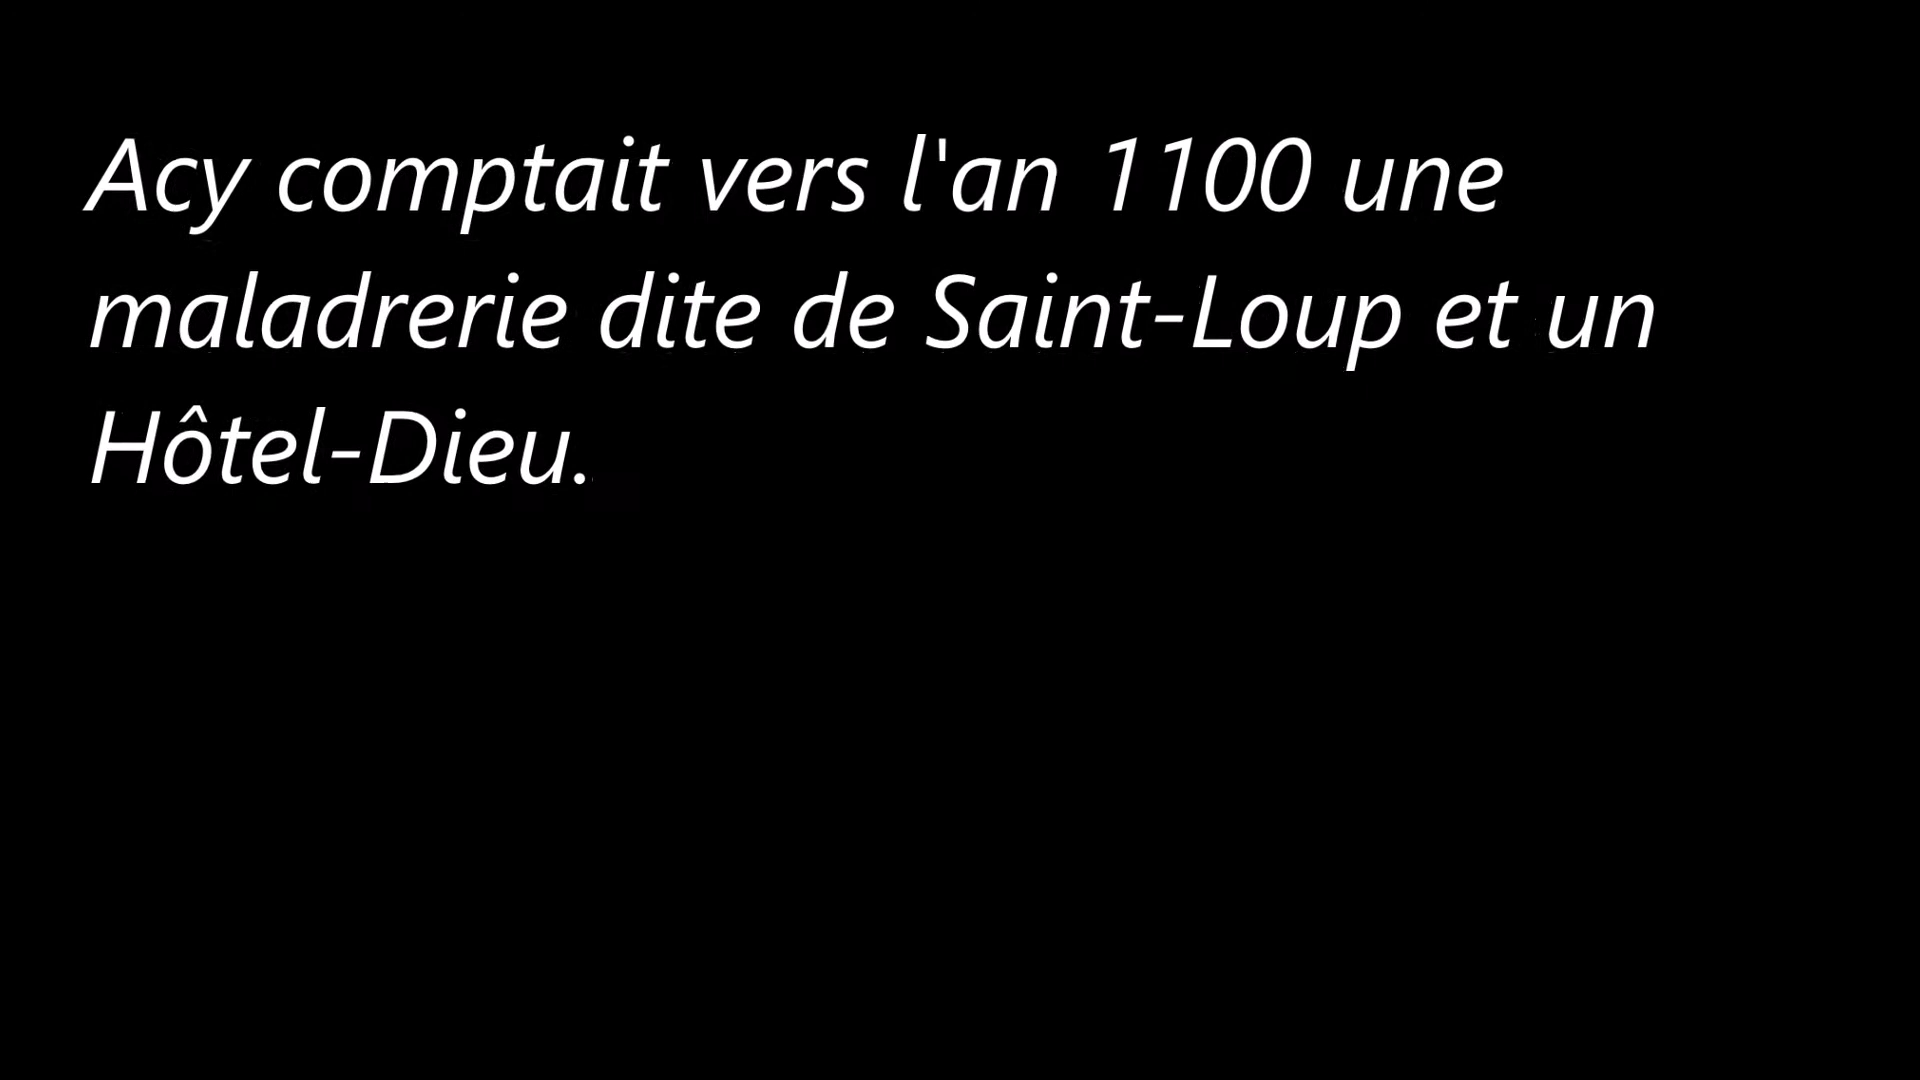 Acy comptait vers l'an 1100 une
maladrerie dite de Saint-Loup et un
Hôtel-Dieu.